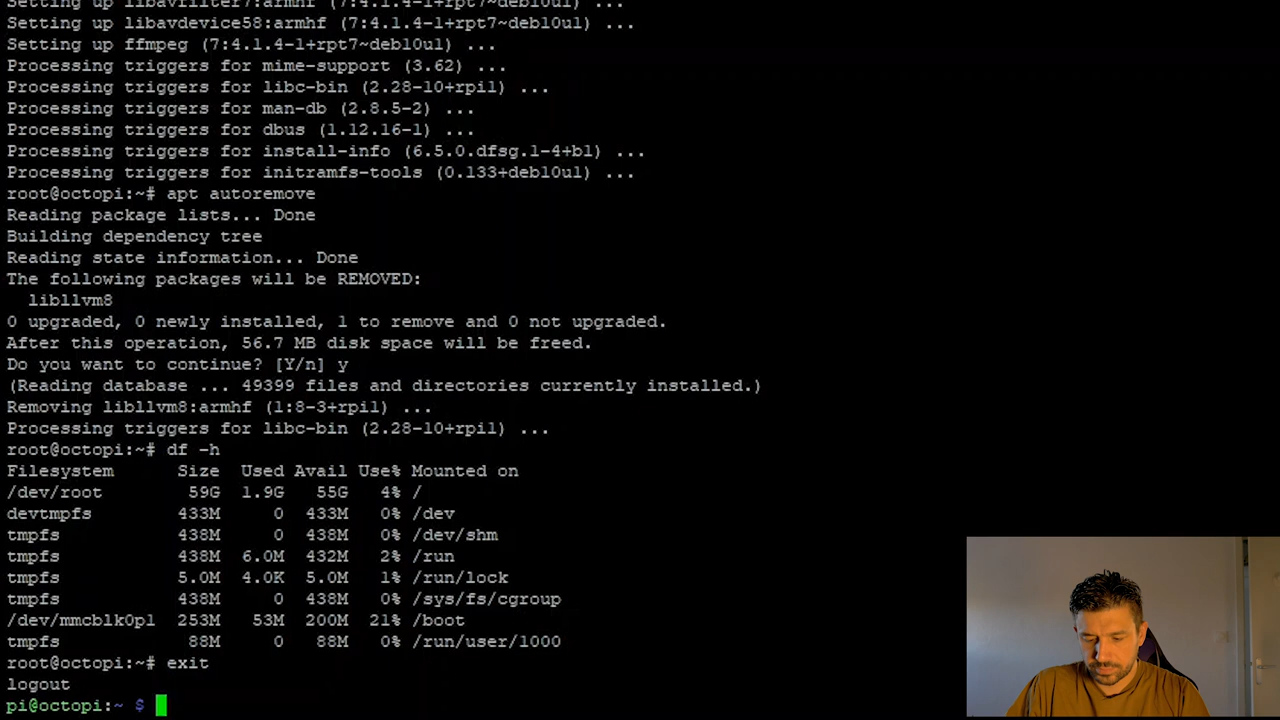 Setting up libavfilter7:armhf (7:4.1.4-1+rpt7~deb10u1) ...
Setting up libavdevice58:armhf (7:4.1.4-1+rpt7~deb10u1) ...
Setting up ffmpeg (7:4.1.4-1+rpt7~deb10u1) ...
Processing triggers for mime-support (3.62) ...
Processing triggers for libc-bin (2.28-10+rpi1) ...
Processing triggers for man-db (2.8.5-2) ...
Processing triggers for dbus (1.12.16-1) ...
Processing triggers for install-info (6.5.0.dfsg.1-4+b1) ...
Processing triggers for initramfs-tools (0.133+deb10u1) ...
root@octopi:~# apt autoremove
Reading package lists... Done
Building dependency tree
Reading state information... Done
The following packages will be REMOVED:
libllvm8
0 upgraded, 0 newly installed, 1 to remove and 0 not upgraded.
After this operation, 56.7 MB disk space will be freed.
Do you want to continue? [Y/n] y
(Reading database ... 49399 files and directories currently installed.)
Removing libllvm8:armhf (1:8-3+rpi1) ...
Processing triggers for libc-bin (2.28-10+rpi1) ...
root@octopi:~# df -h
Filesystem Size Used Avail Use% Mounted on
/dev/root 59G 1.9G 55G 4% /
devtmpfs 433M 0 433M 0% /dev
tmpfs 438M 0 438M 0% /dev/shm
tmpfs 438M 6.0M 432M 2% /run
tmpfs 5.0M 4.0K 5.0M 1% /run/lock
tmpfs 438M 0 438M 0% /sys/fs/cgroup
/dev/mmcblk0p1 253M 53M 200M 21% /boot
tmpfs 88M 0 88M 0% /run/user/1000
root@octopi:~# exit
logout
pi@octopi:~ $